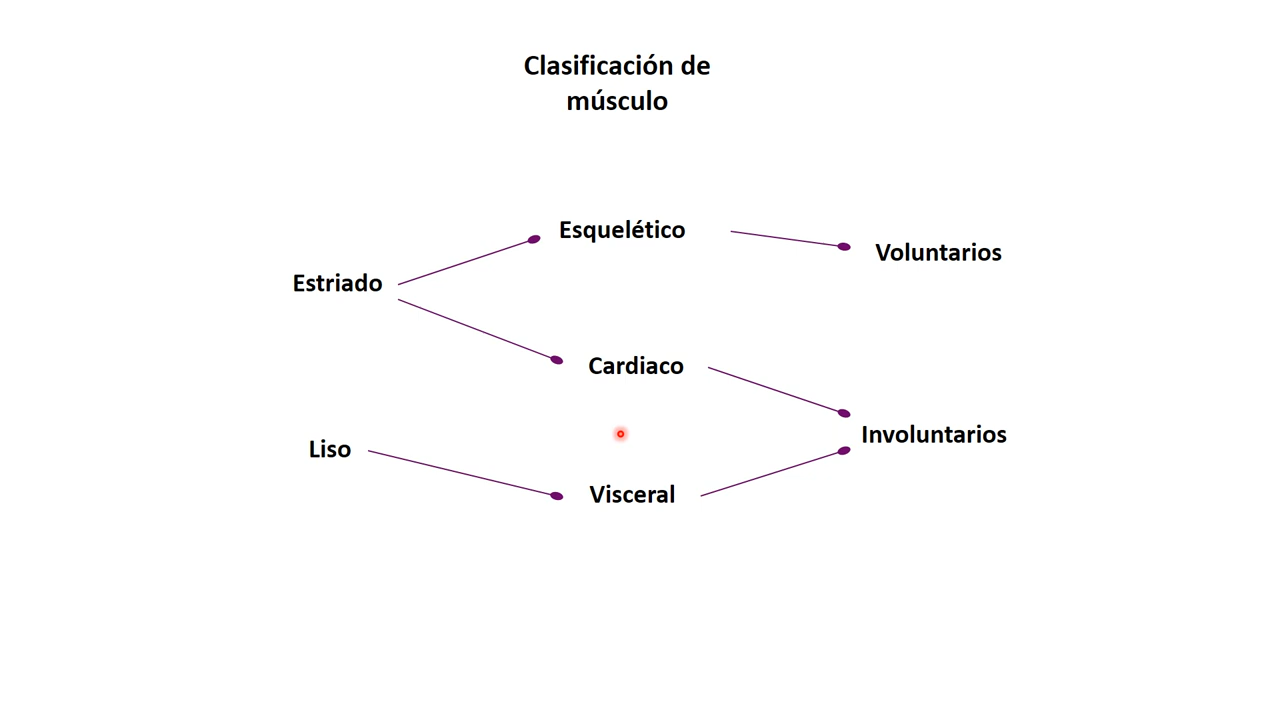 Clasificación de
músculo
Esquelético
Voluntarios
Estriado
Cardiaco
Involuntarios
Liso
Visceral